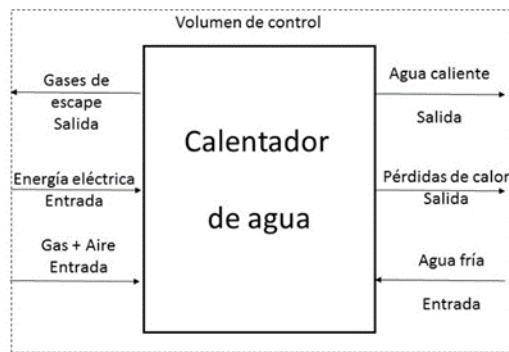 Volumen de control
Gases de
escape
Salida
Energía eléctrica
Entrada
Gas + Aire
Entrada
Calentador
de agua
Agua caliente
Salida
Pérdidas de calor
Salida
Agua fría
Entrada